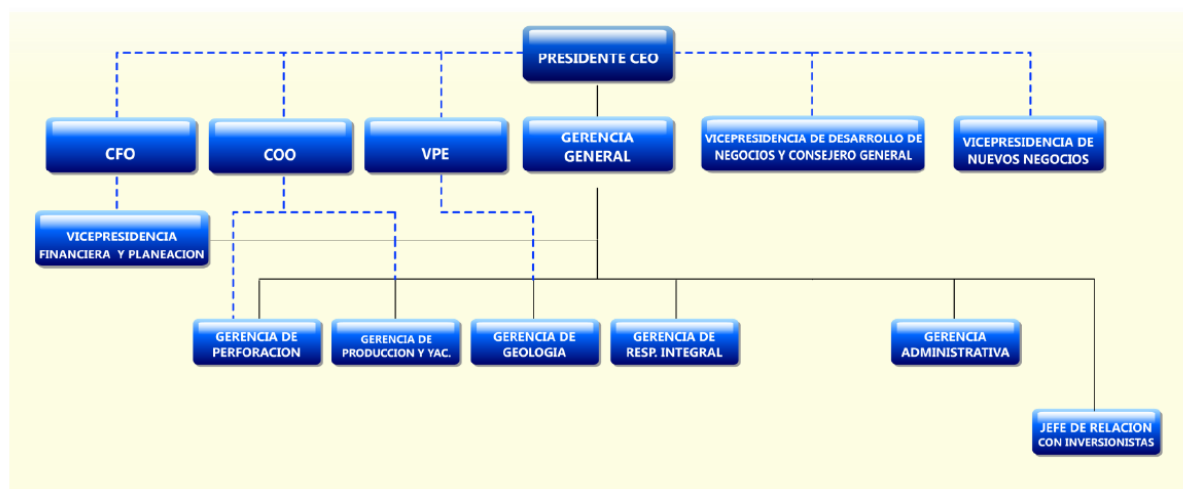 PRESIDENTE CEO
CFO
COO
VPE
GERENCIA
GENERAL
VICEPRESIDENCIA DE DESARROLLO DE
NEGOCIOS Y CONSEJERO GENERAL
VICEPRESIDENCIA DE
NUEVOS NEGOCIOS
VICEPRESIDENCIA
FINANCIERA Y PLANEACION
GERENCIA DE
PERFORACION
GERENCIA DE
PRODUCCION Y YAC.
GERENCIA DE
GEOLOGIA
GERENCIA DE
RESP. INTEGRAL
GERENCIA
ADMINISTRATIVA
JEFE DE RELACION
CON INVERSIONISTAS